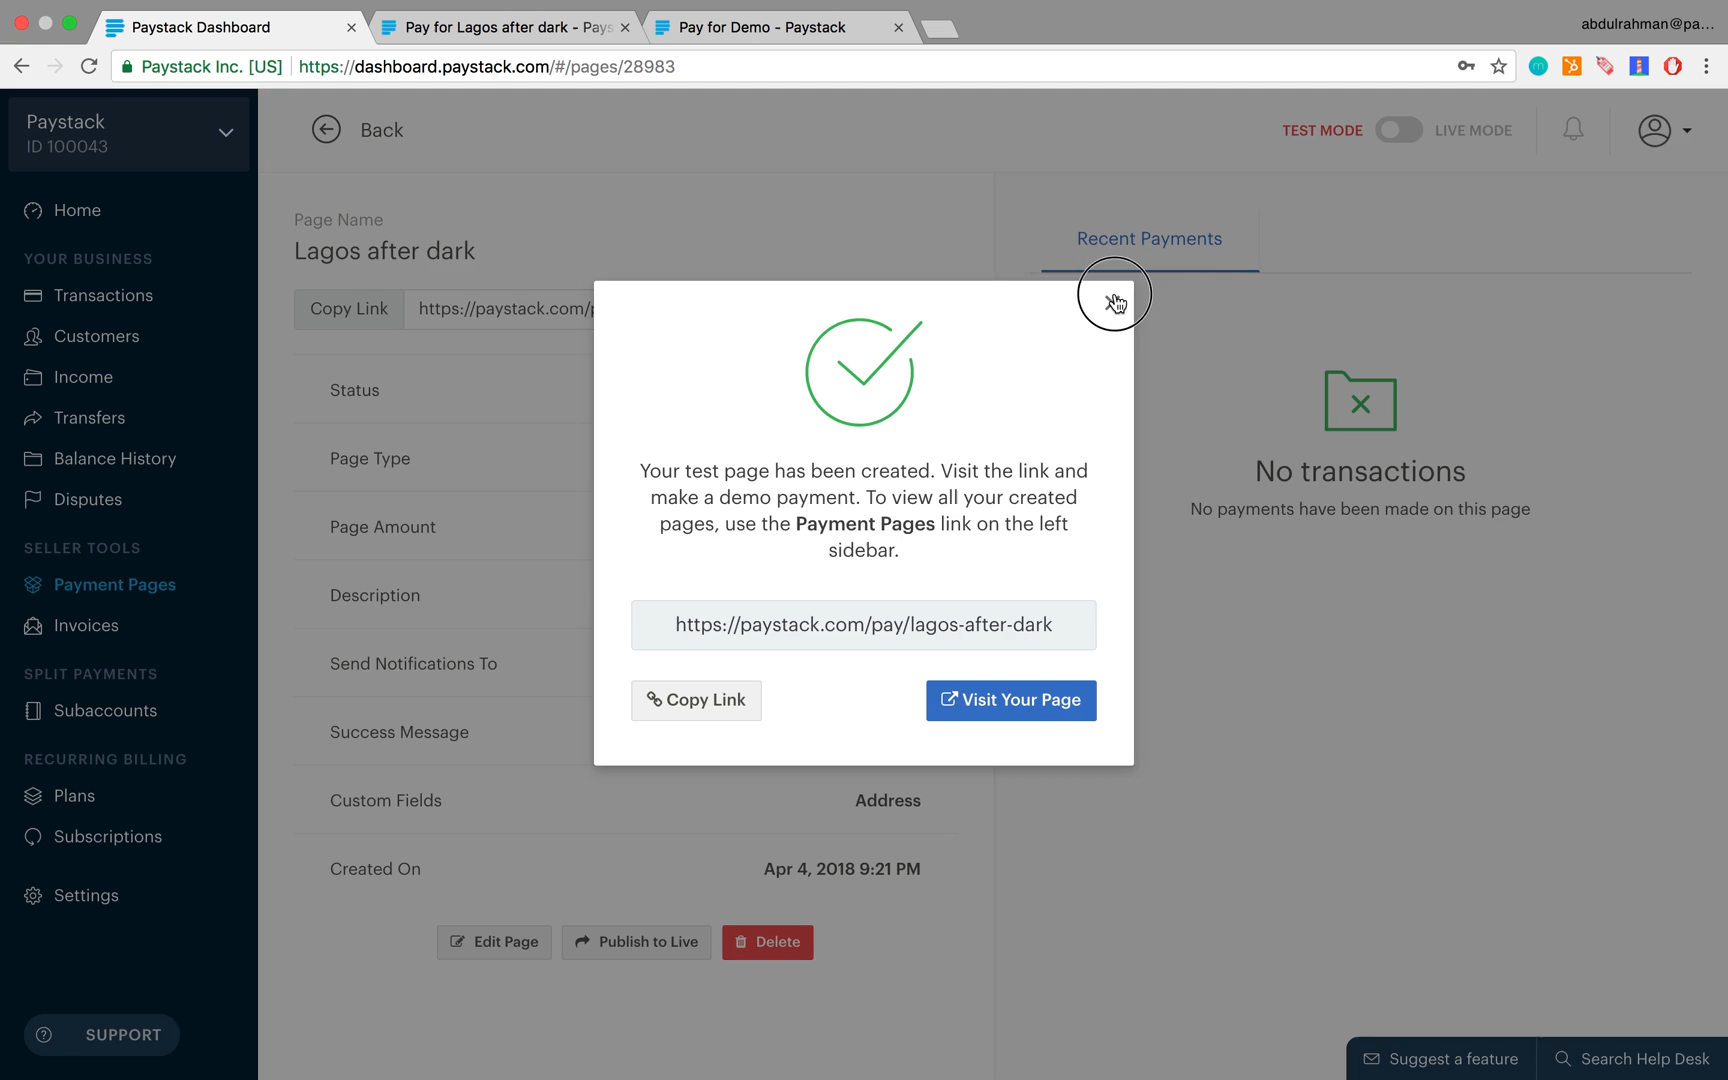 Paystack Dashboard
Pay for Lagos after dark - Pays
Pay for Demo - Paystack
abdulrahman@pa...
Paystack Inc. [US]
https://dashboard.paystack.com/#/pages/28983
Paystack
ID 100043
Back
TEST MODE
LIVE MODE
Home
YOUR BUSINESS
Transactions
Customers
Income
Transfers
Balance History
Disputes
SELLER TOOLS
Payment Pages
Invoices
SPLIT PAYMENTS
Subaccounts
RECURRING BILLING
Plans
Subscriptions
Settings
SUPPORT
Page Name
Lagos after dark
Copy Link
https://paystack.com/
Status
Page Type
Page Amount
Description
Send Notifications To
Success Message
Custom Fields
Address
Created On
Apr 4, 2018 9:21 PM
Edit Page
Publish to Live
Delete
Your test page has been created. Visit the link and
make a demo payment. To view all your created
pages, use the Payment Pages link on the left
sidebar.
https://paystack.com/pay/lagos-after-dark
Copy Link
Visit Your Page
Recent Payments
No transactions
No payments have been made on this page
Suggest a feature
Search Help Desk